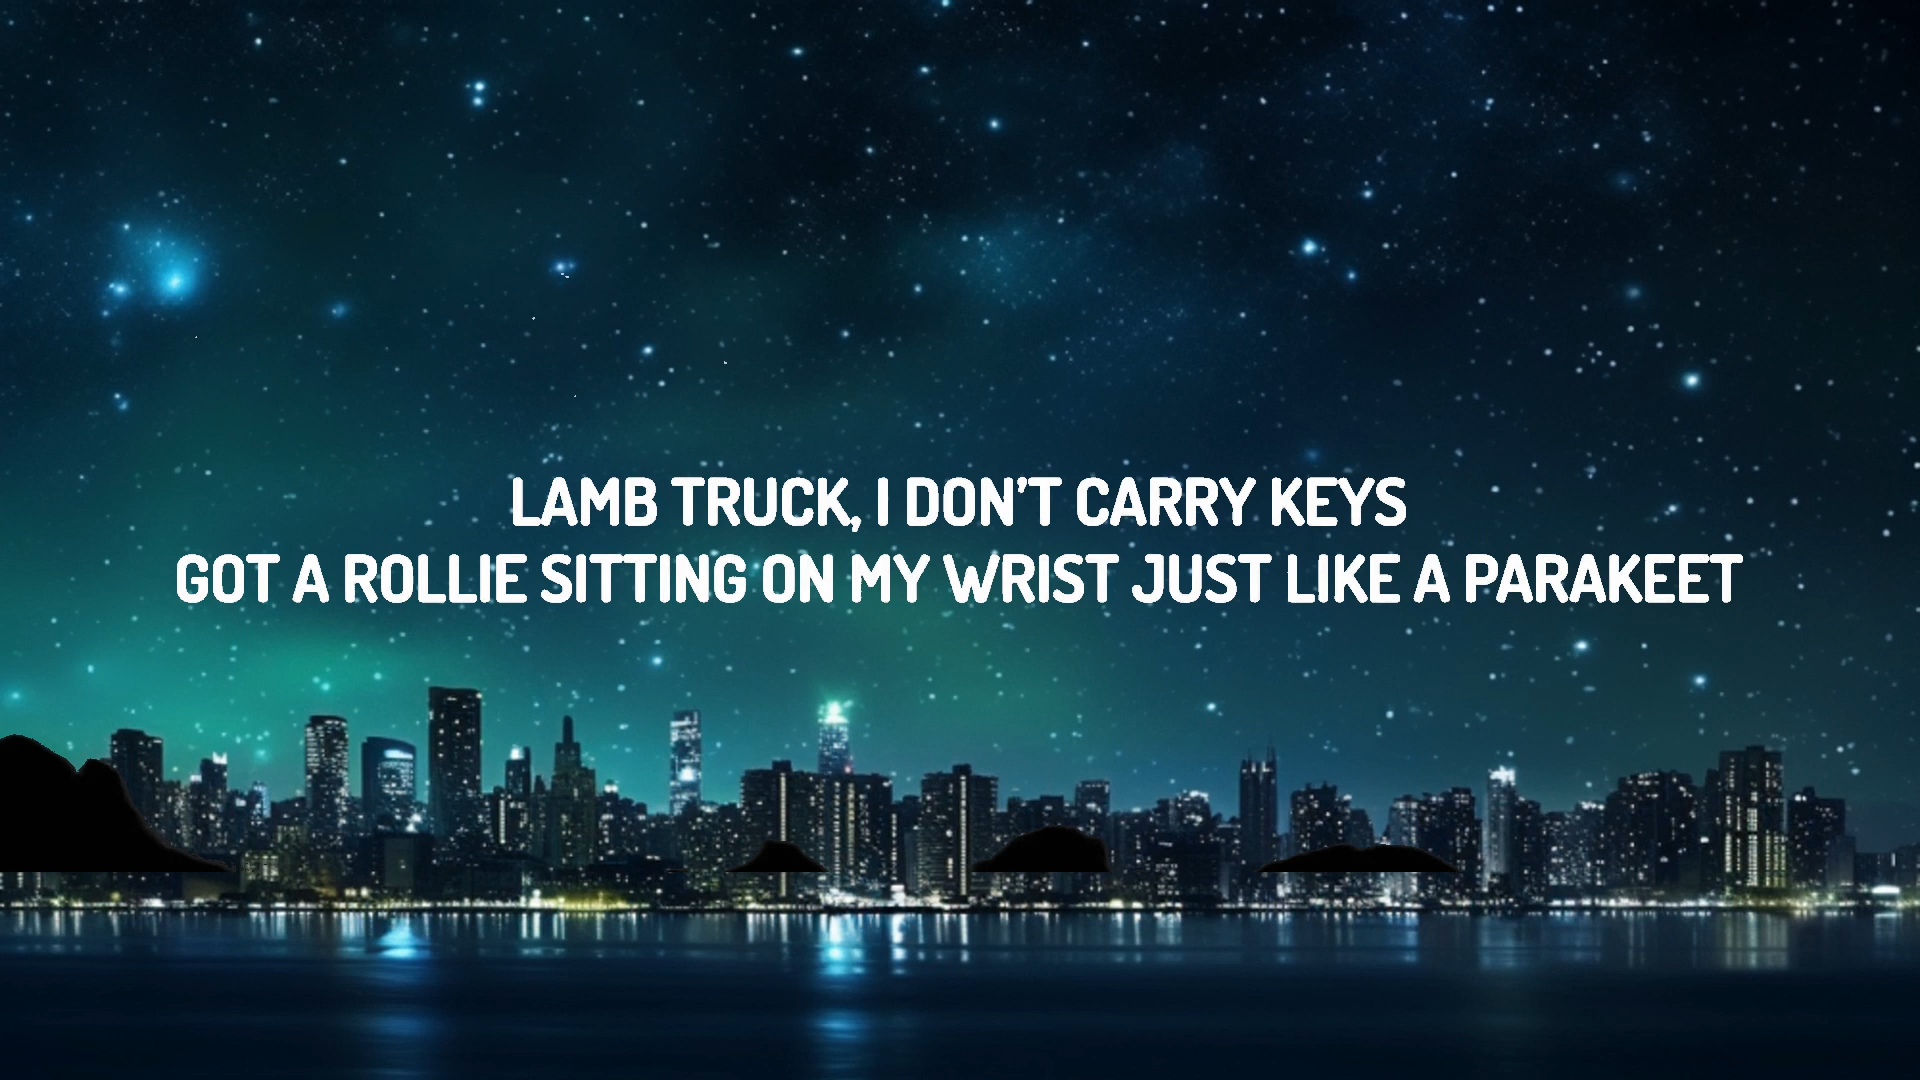 LAMB TRUCK, I DON’T CARRY KEYS
GOT A ROLLIE SITTING ON MY WRIST JUST LIKE A PARAKEET